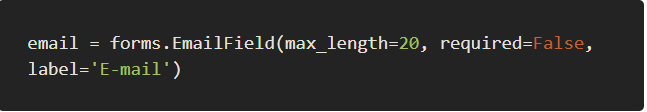 email = forms.EmailField(max_length=20, required=False,
label='E-mail')